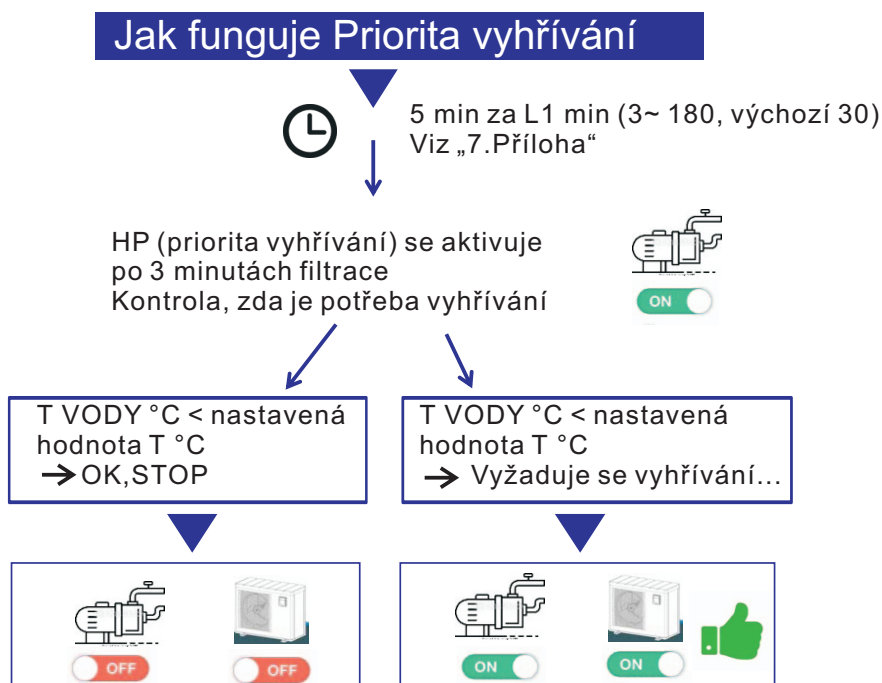 Jak funguje Priorita vyhřívání
5 min za L1 min (3~ 180, výchozí 30)
Viz „7.Příloha“
HP (priorita vyhřívání) se aktivuje
po 3 minutách filtrace
Kontrola, zda je potřeba vyhřívání
ON
T VODY °C < nastavená
hodnota T °C
→ OK,STOP
T VODY °C < nastavená
hodnota T °C
→ Vyžaduje se vyhřívání...
OFF OFF
ON ON